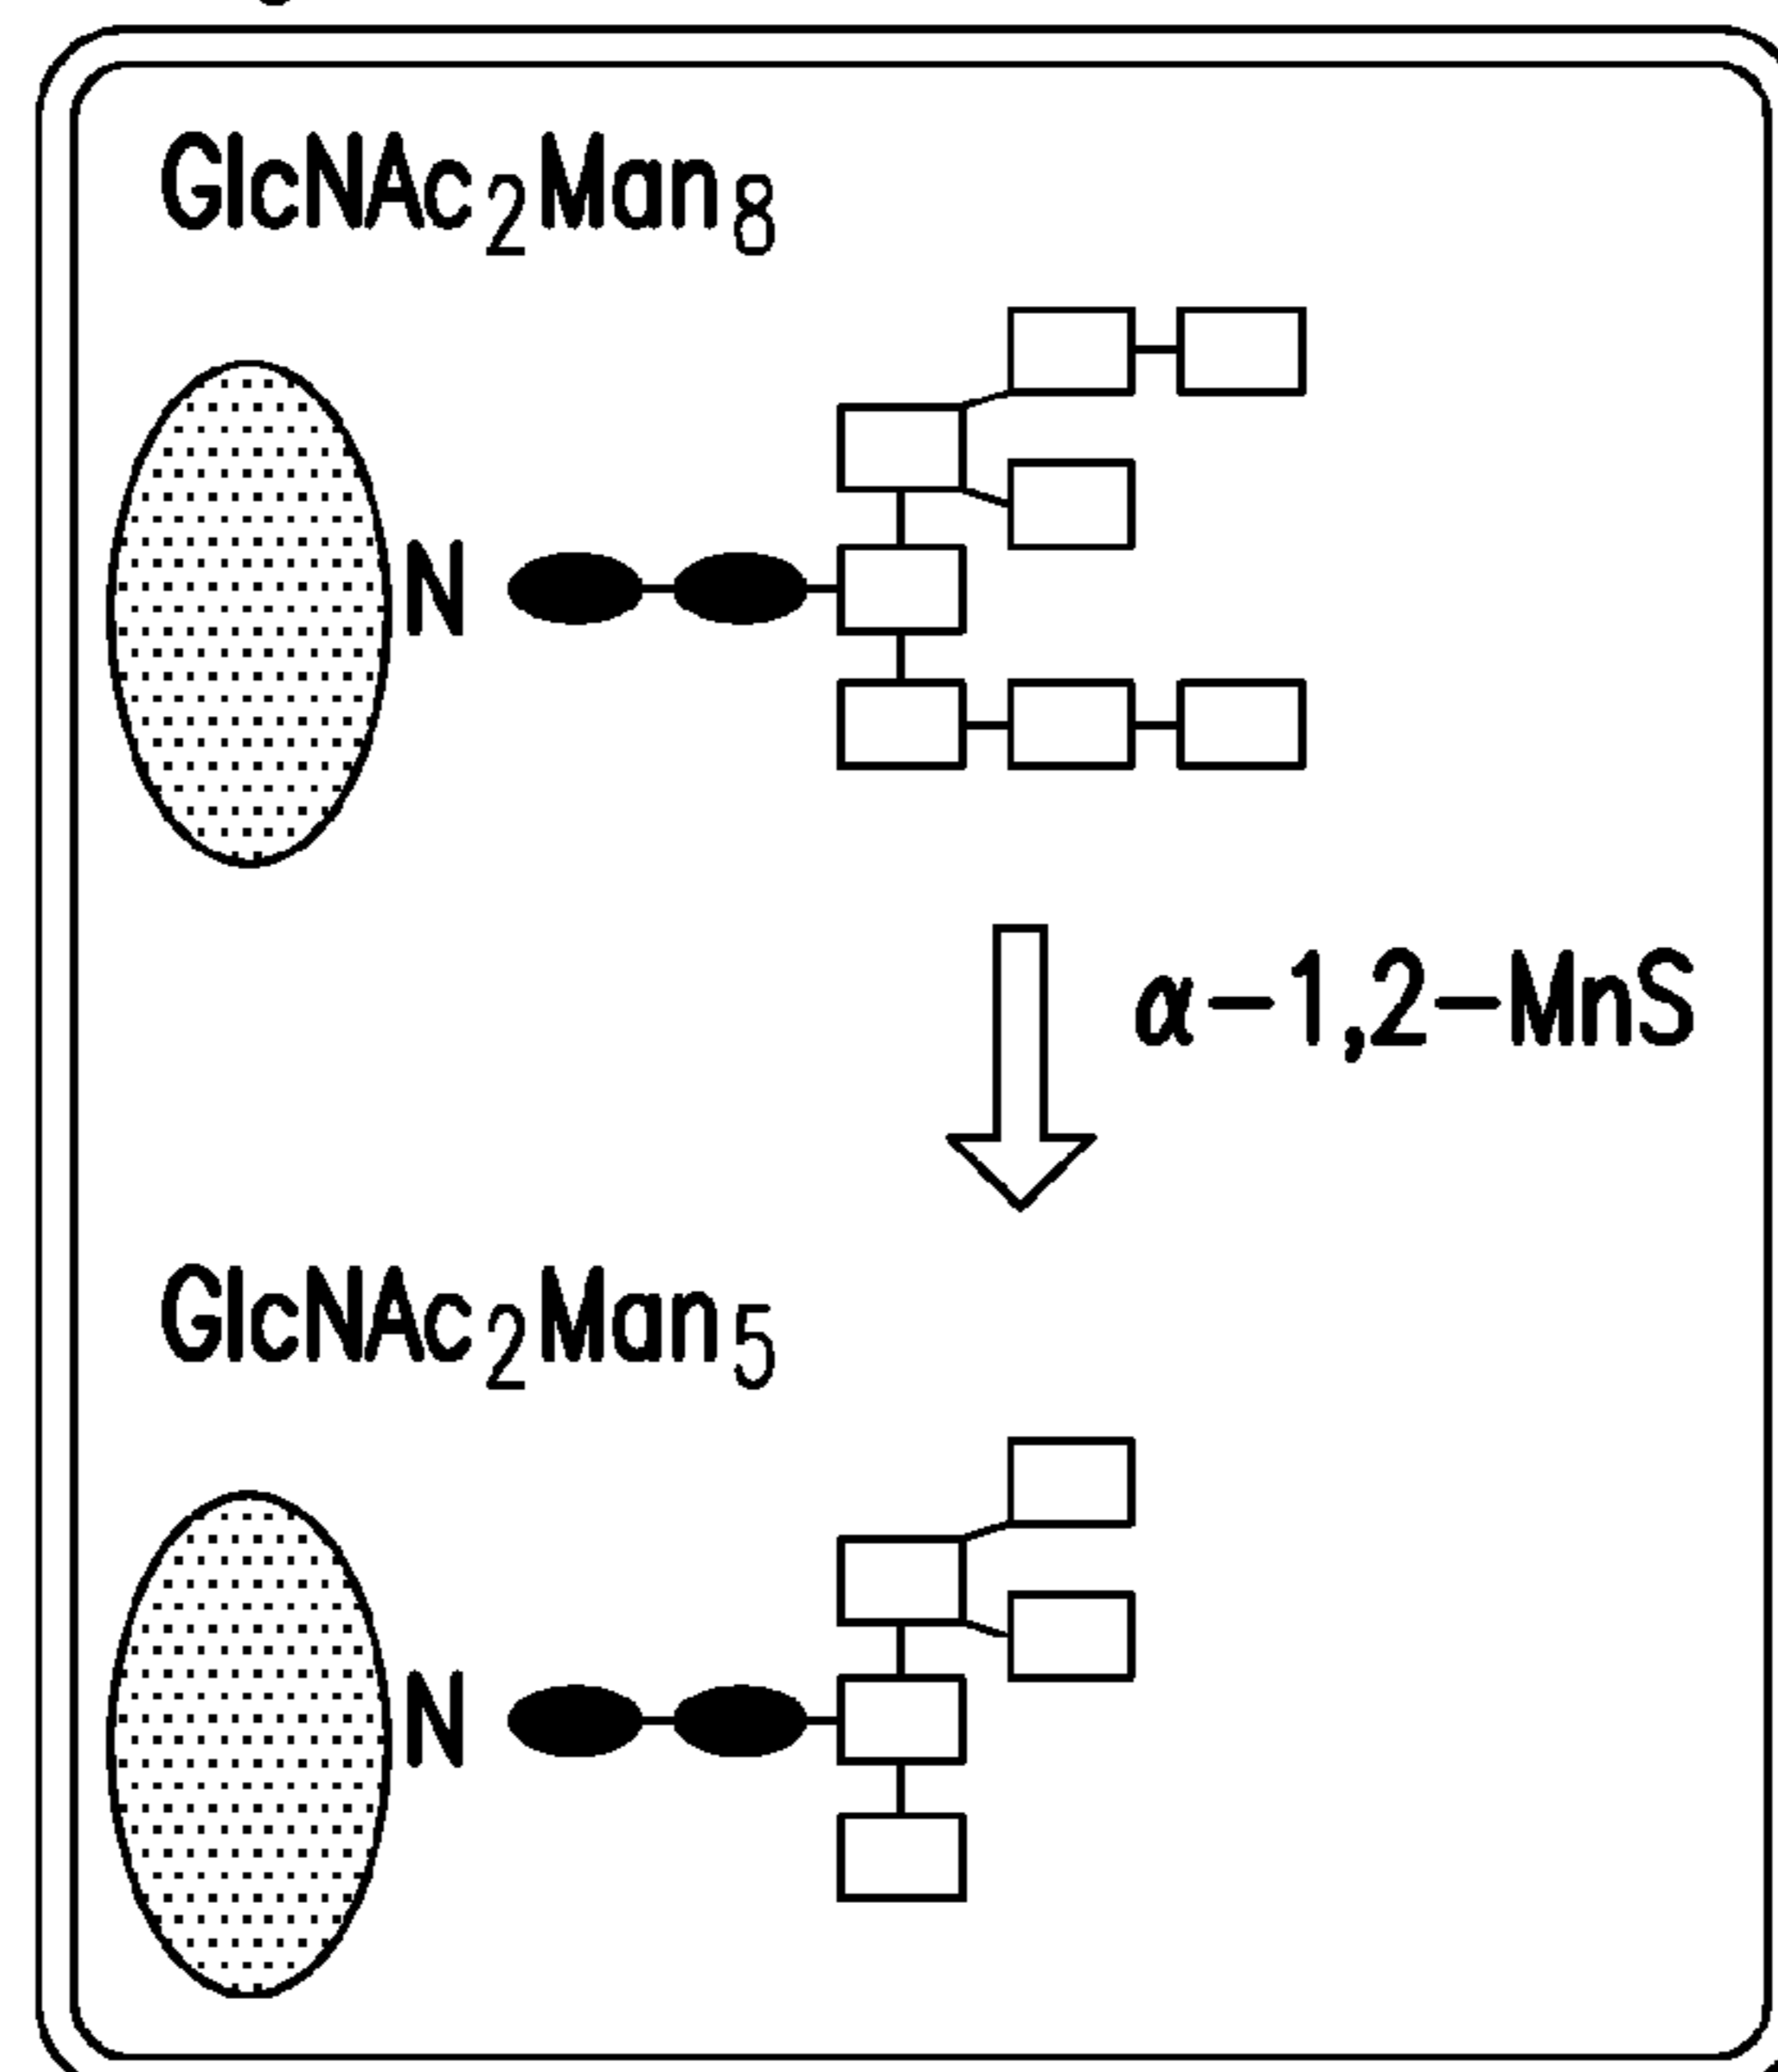 GlcNAc₂Man₈
N
α-1,2-MnS
GlcNAc₂Man₅
N